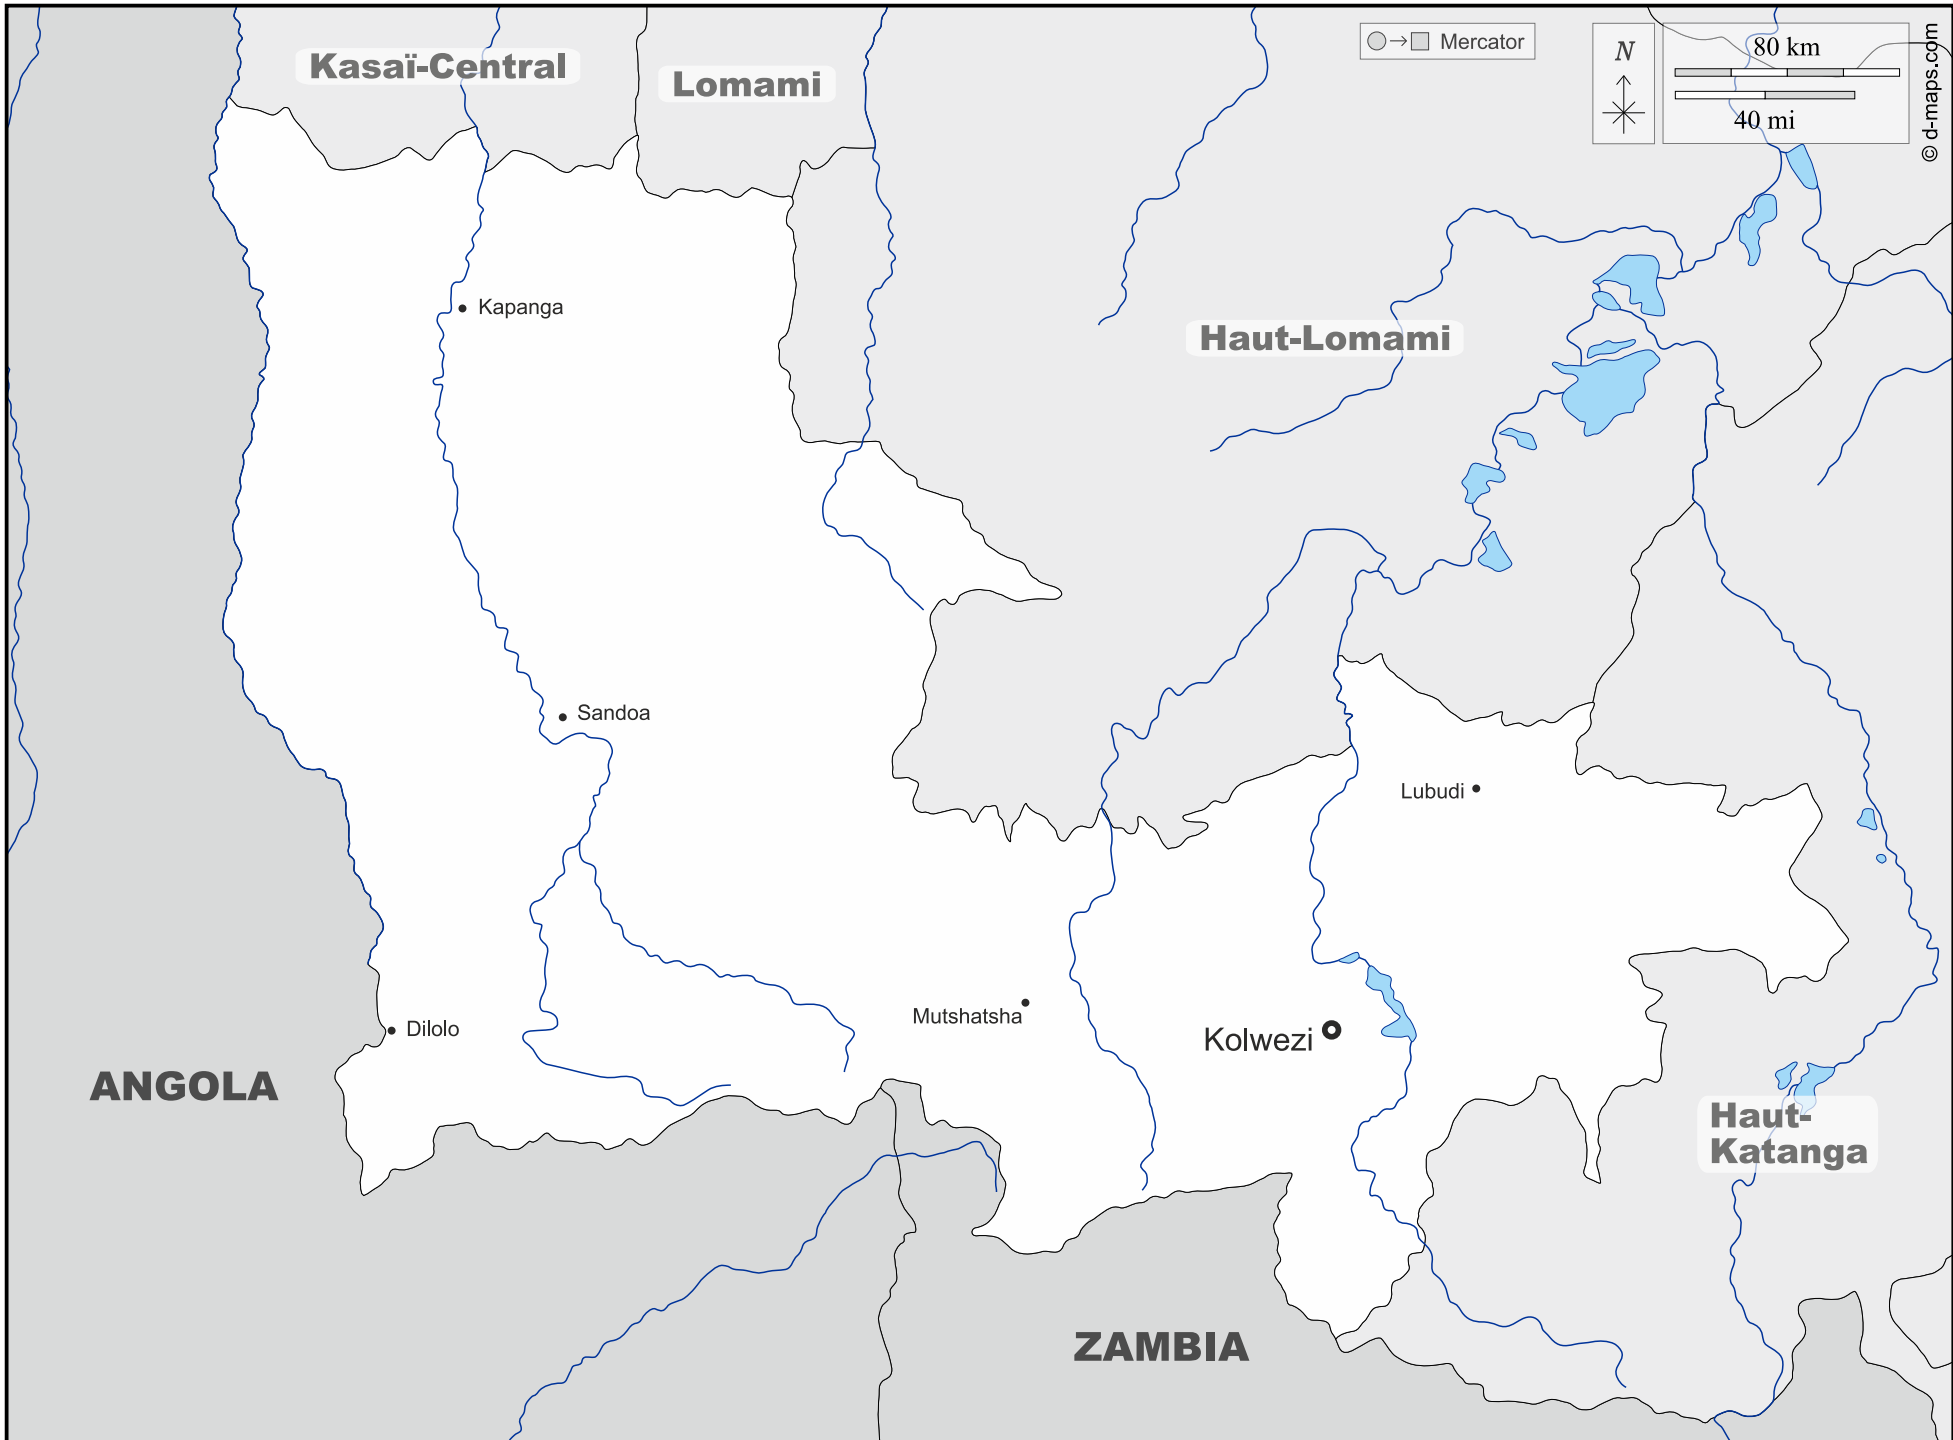 Kasaï-Central
Lomami
Mercator
N
80 km
40 mi
© d-maps.com
Kapanga
Haut-Lomami
Sandoa
Lubudi
Mutshatsha
Dilolo
Kolwezi
ANGOLA
Haut-
Katanga
ZAMBIA